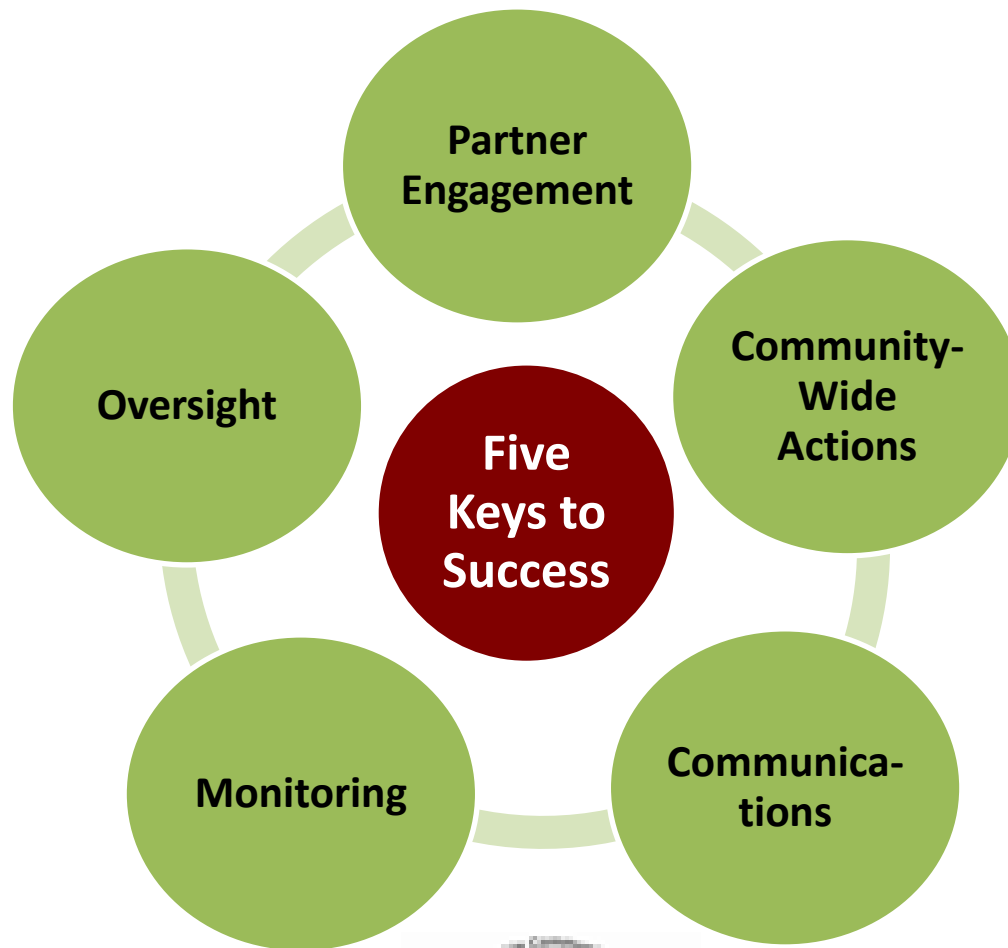 Partner
Engagement
Community-
Wide
Actions
Oversight
Five
Keys to
Success
Communica-
tions
Monitoring